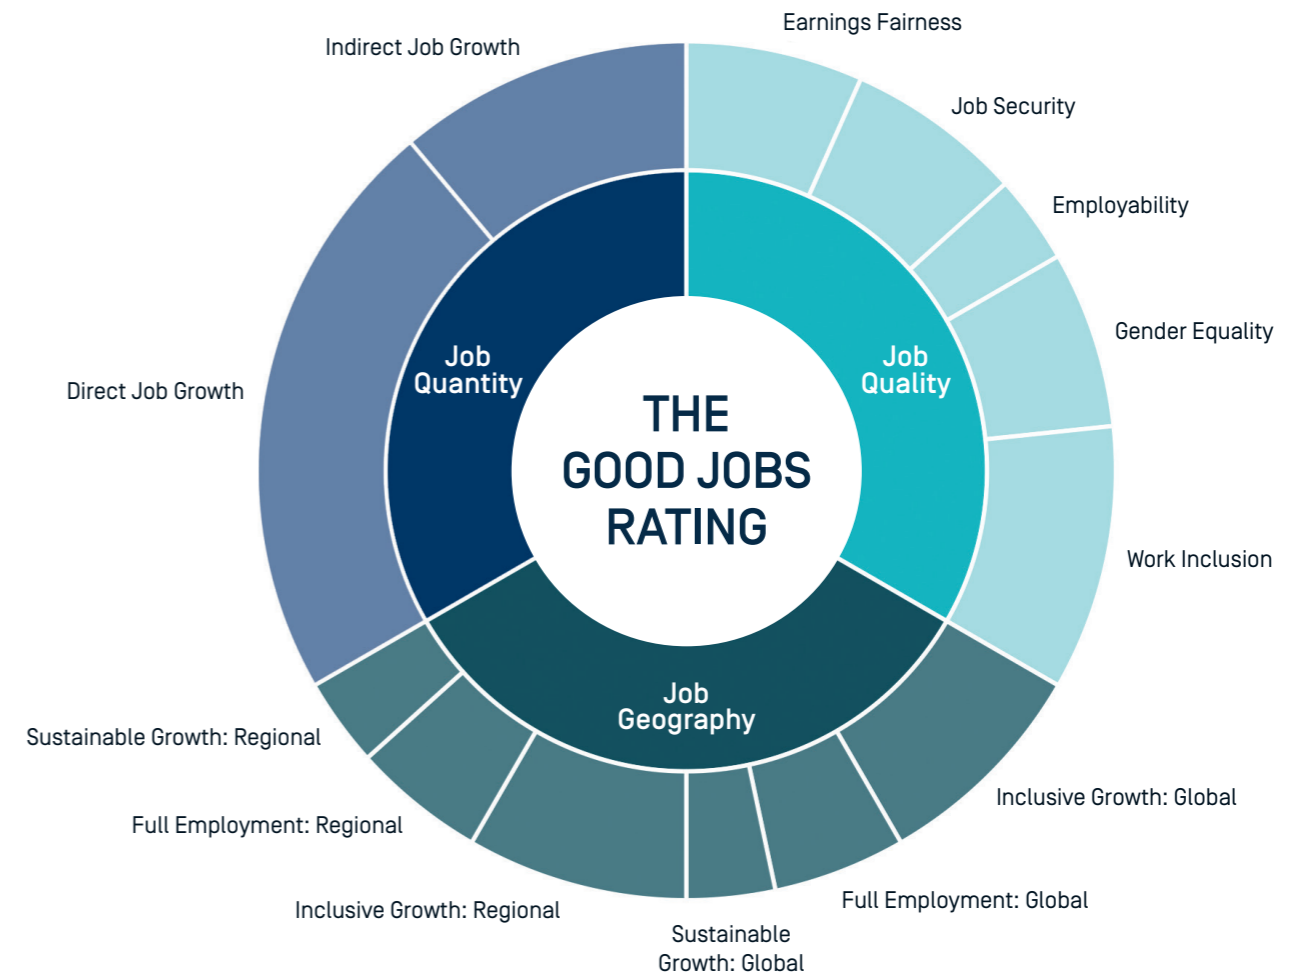 Earnings Fairness
Indirect Job Growth
Job Security
Employability
Gender Equality
Job
Quantity
Job
Quality
Direct Job Growth
THE
GOOD JOBS
RATING
Work Inclusion
Job
Geography
Sustainable Growth: Regional
Inclusive Growth: Global
Full Employment: Regional
Full Employment: Global
Inclusive Growth: Regional
Sustainable
Growth: Global